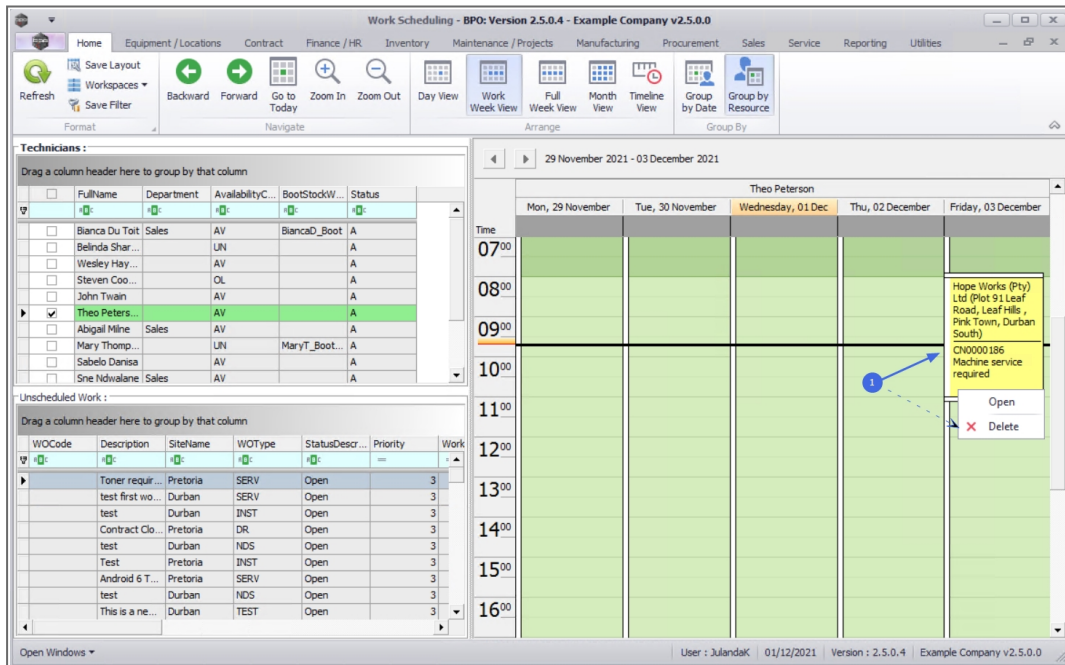 Work Scheduling - BPO: Version 2.5.0.4 - Example Company v2.5.0.0
Home Equipment / Locations Contract Finance / HR Inventory Maintenance / Projects Manufacturing Procurement Sales Service Reporting Utilities
Refresh
Save Layout
Workspaces
Save Filter
Backward
Forward
Go to
Today
Zoom In
Zoom Out
Day View
Work
Week View
Full
Week View
Month
View
Timeline
View
Group
by Date
Group by
Resource
Format
Navigate
Arrange
Group By
Technicians :
Drag a column header here to group by that column
FullName Department AvailabilityC... BootStockW... Status
Bianca Du Toit Sales AV BiancaD_Boot A
Belinda Shar... UN A
Wesley Hay... AV A
Steven Coo... OL A
John Twain AV A
Theo Peters... AV A
Abigail Milne Sales AV A
Mary Thomp... UN MaryT_Boot... A
Sabelo Danisa AV A
Sne Ndwalane Sales AV A
Unscheduled Work :
Drag a column header here to group by that column
WOCode Description SiteName WOType StatusDescr... Priority Work
=
Toner requir... Pretoria SERV Open 3
test first wo... Durban SERV Open 3
test Durban INST Open 3
Contract Clo... Pretoria DR Open 3
test Durban NDS Open 3
Test Pretoria INST Open 3
Android 6 T... Pretoria SERV Open 3
test Durban NDS Open 3
This is a ne... Durban TEST Open 3
29 November 2021 - 03 December 2021
Theo Peterson
Mon, 29 November Tue, 30 November Wednesday, 01 Dec Thu, 02 December Friday, 03 December
Time
07 00
08 00
09 00
10 00
11 00
12 00
13 00
14 00
15 00
16 00
Hope Works (Pty)
Ltd (Plot 91 Leaf
Road, Leaf Hills ,
Pink Town, Durban
South)
CN0000186
Machine service
required
1
Open
Delete
Open Windows
User : JulandaK 01/12/2021 Version : 2.5.0.4 Example Company v2.5.0.0